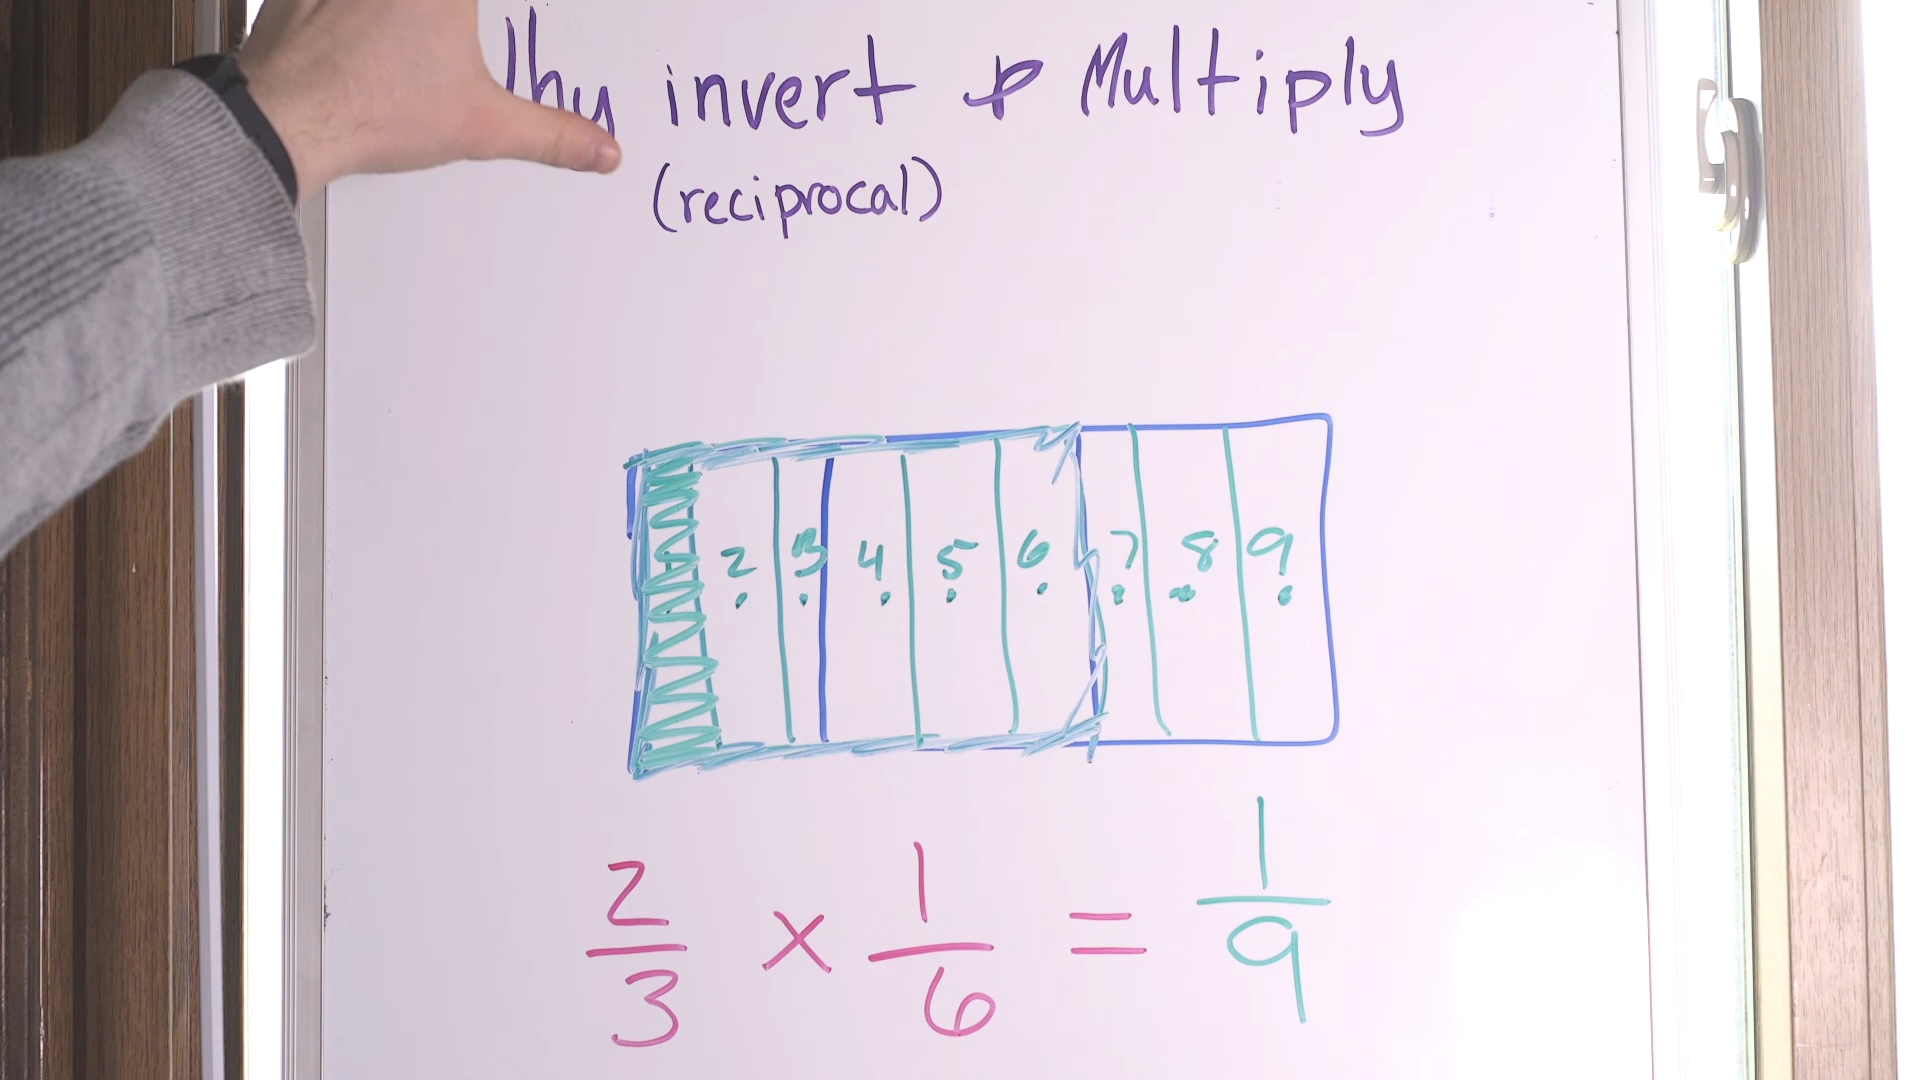 hy invert & Multiply
(reciprocal)
2 3 4 5 6 7 8 9
2/3 × 1/6 = 1/9